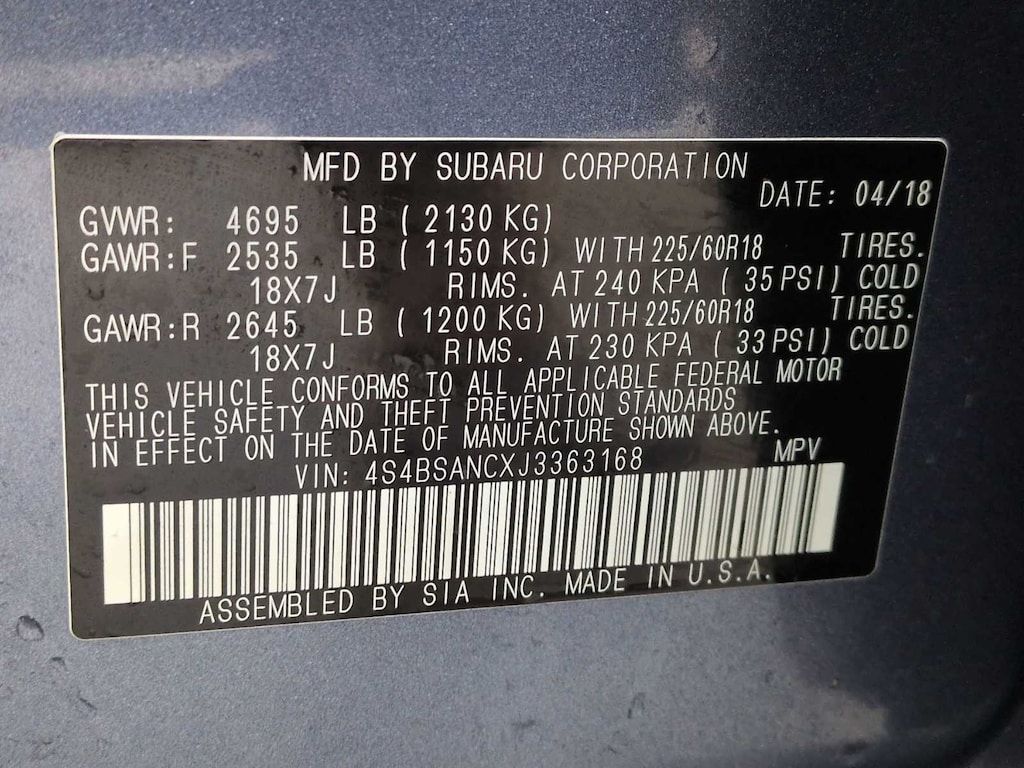 MFD BY SUBARU CORPORATION
DATE: 04/18
GVWR: 4695 LB ( 2130 KG)
GAWR:F 2535 LB ( 1150 KG) WITH 225/60R18 TIRES.
18X7J RIMS. AT 240 KPA ( 35 PSI) COLD
GAWR:R 2645 LB ( 1200 KG) WITH 225/60R18 TIRES.
18X7J RIMS. AT 230 KPA ( 33 PSI) COLD
THIS VEHICLE CONFORMS TO ALL APPLICABLE FEDERAL MOTOR
VEHICLE SAFETY AND THEFT PREVENTION STANDARDS
IN EFFECT ON THE DATE OF MANUFACTURE SHOWN ABOVE.
VIN: 4S4BSANCXJ3363168 MPV
ASSEMBLED BY SIA INC. MADE IN U.S.A.